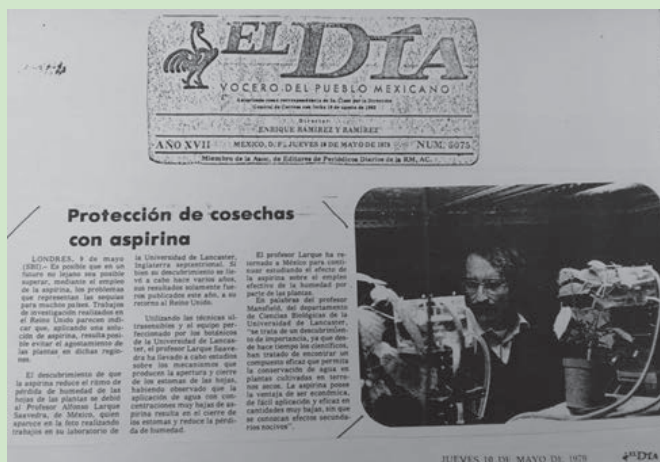 EL DÍA
VOCERO DEL PUEBLO MEXICANO
Director:
ENRIQUE RAMIREZ Y RAMIREZ
AÑO XVII
MEXICO, D. F., JUEVES 10 DE MAYO DE 1979
NUM. 6075
Miembro de la Asoc. de Editores de Periódicos Diarios de la RM, AC.
Protección de cosechas
con aspirina
LONDRES, 9 de mayo
(SBI).- Es posible que en un
futuro no lejano sea posible
superar, mediante el empleo
de la aspirina, los problemas
que representan las sequías
para muchos países. Trabajos
de investigación realizados en
el Reino Unido parecen indi-
car que, aplicando una solu-
ción de aspirina, resulta posi-
ble evitar el agostamiento de
las plantas en dichas regio-
nes.
El descubrimiento de que
la aspirina reduce el ritmo de
pérdida de humedad de las
hojas de las plantas se debió
al Profesor Alfonso Larque
Saavedra, de México, quien
aparece en la foto realizando
trabajos en su laboratorio de
la Universidad de Lancaster,
Inglaterra septentrional. Si
bien su descubrimiento se lle-
vó a cabo hace varios años,
sus resultados solamente fue-
ron publicados este año, a su
retorno al Reino Unido.
Utilizando las técnicas ul-
trasensibles y el equipo per-
feccionado por los botánicos
de la Universidad de Lancas-
ter, el profesor Larque Saave-
dra ha llevado a cabo estudios
sobre los mecanismos que
producen la apertura y cierre
de los estomas de las hojas,
habiendo observado que la
aplicación de agua con con-
centraciones muy bajas de as-
pirina resulta en el cierre de
los estomas y reduce la pérdi-
da de humedad.
El profesor Larque ha re-
tornado a México para conti-
nuar estudiando el efecto de
la aspirina sobre el empleo
efectivo de la humedad por
parte de las plantas.
En palabras del profesor
Mansfield, del departamento
de Ciencias Biológicas de la
Universidad de Lancaster,
"se trata de un descubrimien-
to de importancia, ya que des-
de hace tiempo los científicos,
han tratado de encontrar un
compuesto eficaz que permita
la conservación de agua en
plantas cultivadas en terre-
nos secos. La aspirina posee
la ventaja de ser económica,
de fácil aplicación y eficaz en
cantidades muy bajas, sin que
se conozcan efectos secunda-
rios nocivos".
JUEVES 10 DE MAYO DE 1979
EL DÍA